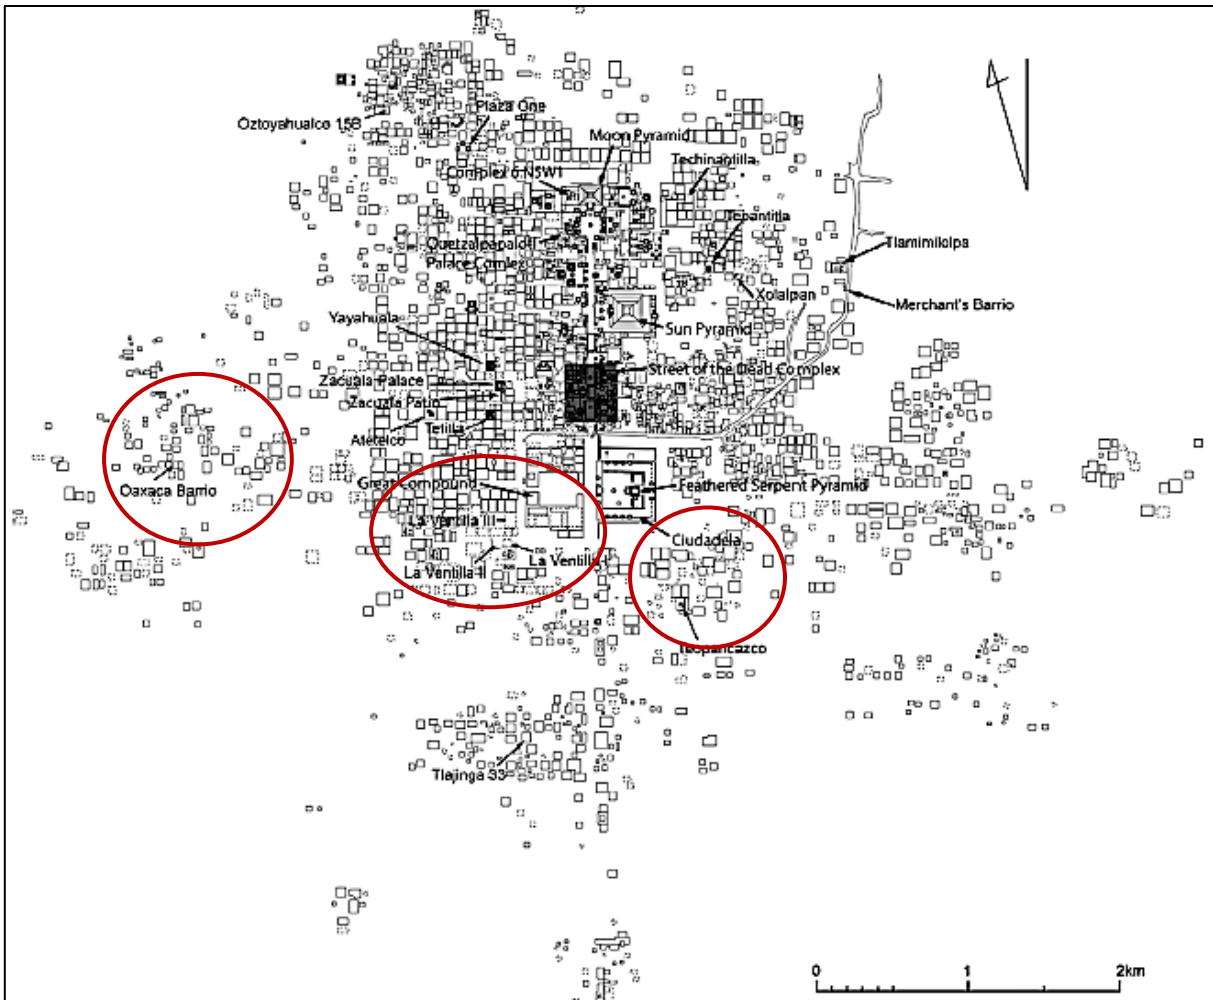 Plaza One
Oztoyahualco 15B
Moon Pyramid
Techinantilla
Complex 6:N5W1
Tepantitla
Quetzalpapalotl
Palace Comlex
Tlamimilolpa
Xolalpan
Merchant's Barrio
Yayahuala
Sun Pyramid
Zacuala Palace
Street of the Dead Complex
Zacuala Patio
Tetitla
Atetelco
Great Compound
Feathered Serpent Pyramid
Oaxaca Barrio
La Ventilla III
Ciudadela
La Ventilla I
La Ventilla II
Teopancazco
Tlajinga 33
0 1 2km